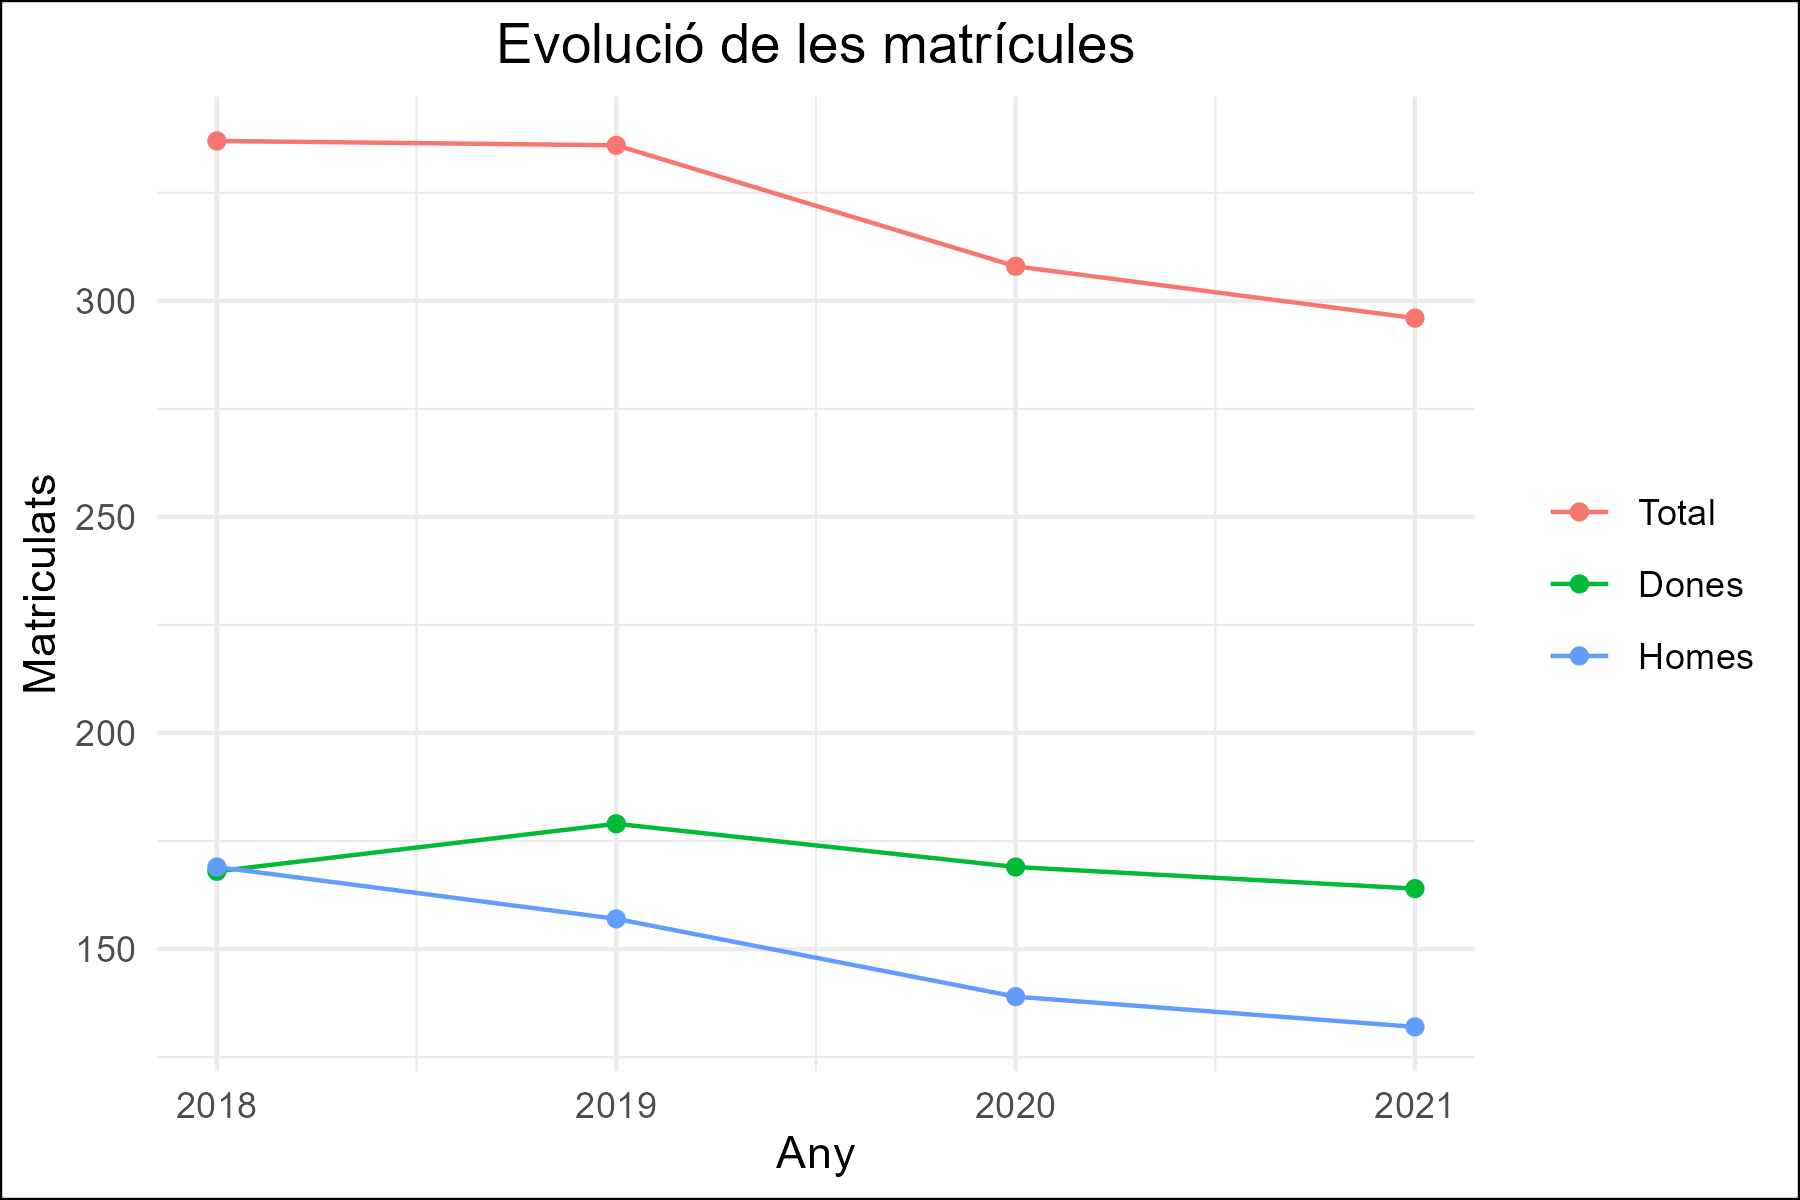 Evolució de les matrícules
Matriculats
300
250
200
150
2018 2019 2020 2021
Any
Total
Dones
Homes